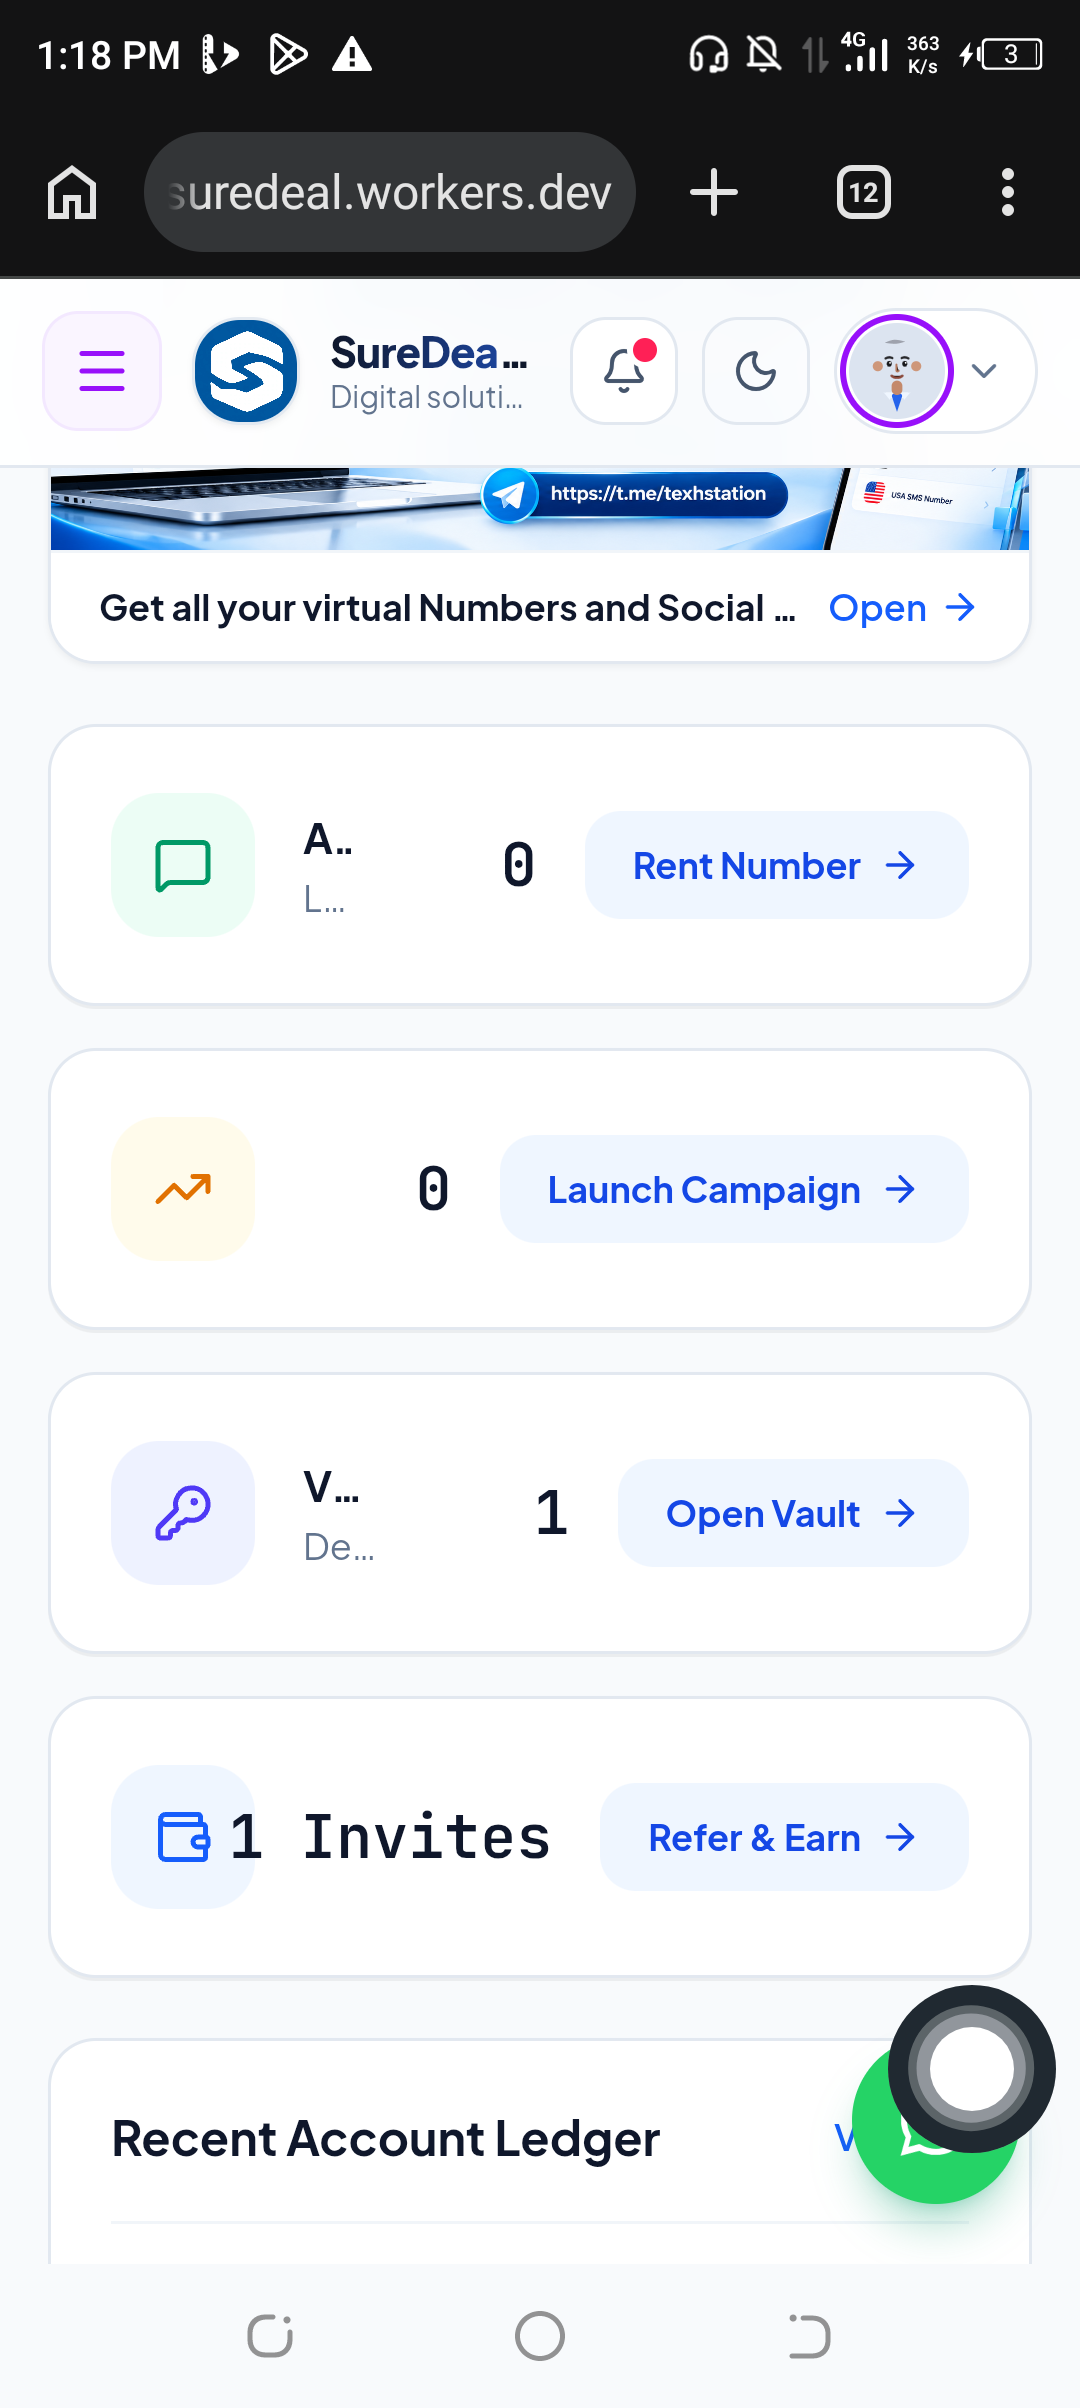 1:18 PM
4G
363
K/s
3
suredeal.workers.dev
12
SureDea...
Digital soluti...
https://t.me/texhstation
USA SMS Number
Get all your virtual Numbers and Social ...
Open
A..
L...
0
Rent Number
0
Launch Campaign
V...
De...
1
Open Vault
1 Invites
Refer & Earn
Recent Account Ledger